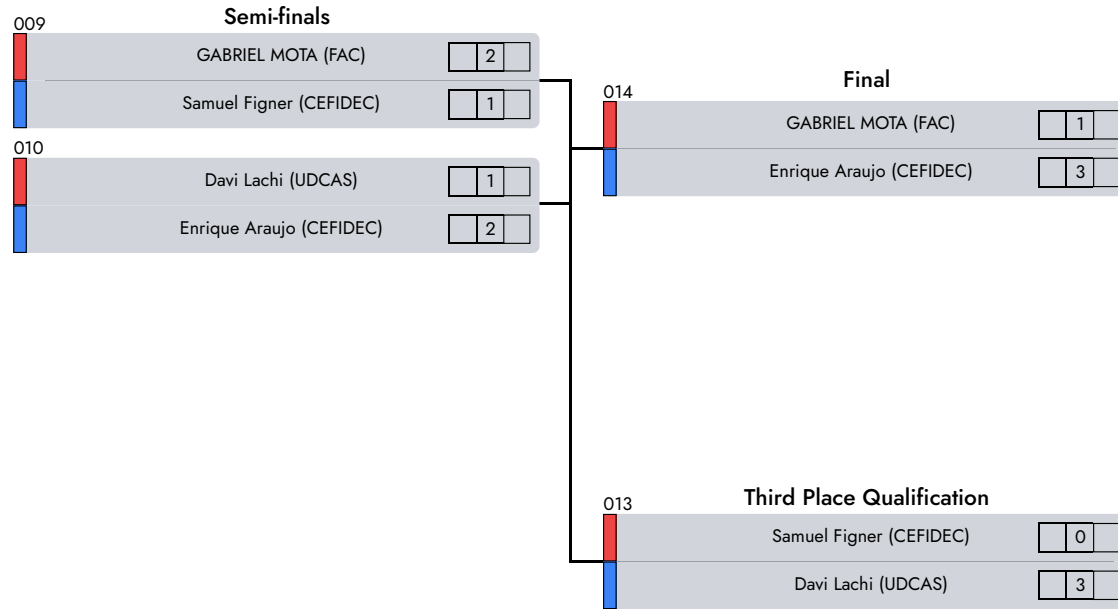 Semi-finals
009
GABRIEL MOTA (FAC) 2
Samuel Figner (CEFIDEC) 1
010
Davi Lachi (UDCAS) 1
Enrique Araujo (CEFIDEC) 2
Final
014
GABRIEL MOTA (FAC) 1
Enrique Araujo (CEFIDEC) 3
Third Place Qualification
013
Samuel Figner (CEFIDEC) 0
Davi Lachi (UDCAS) 3